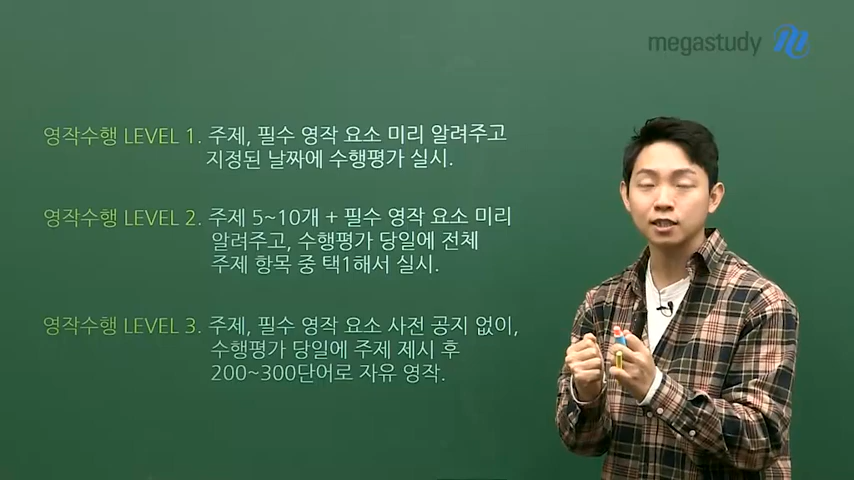 megastudy
영작수행 LEVEL 1. 주제, 필수 영작 요소 미리 알려주고
지정된 날짜에 수행평가 실시.
영작수행 LEVEL 2. 주제 5~10개 + 필수 영작 요소 미리
알려주고, 수행평가 당일에 전체
주제 항목 중 택1해서 실시.
영작수행 LEVEL 3. 주제, 필수 영작 요소 사전 공지 없이,
수행평가 당일에 주제 제시 후
200~300단어로 자유 영작.